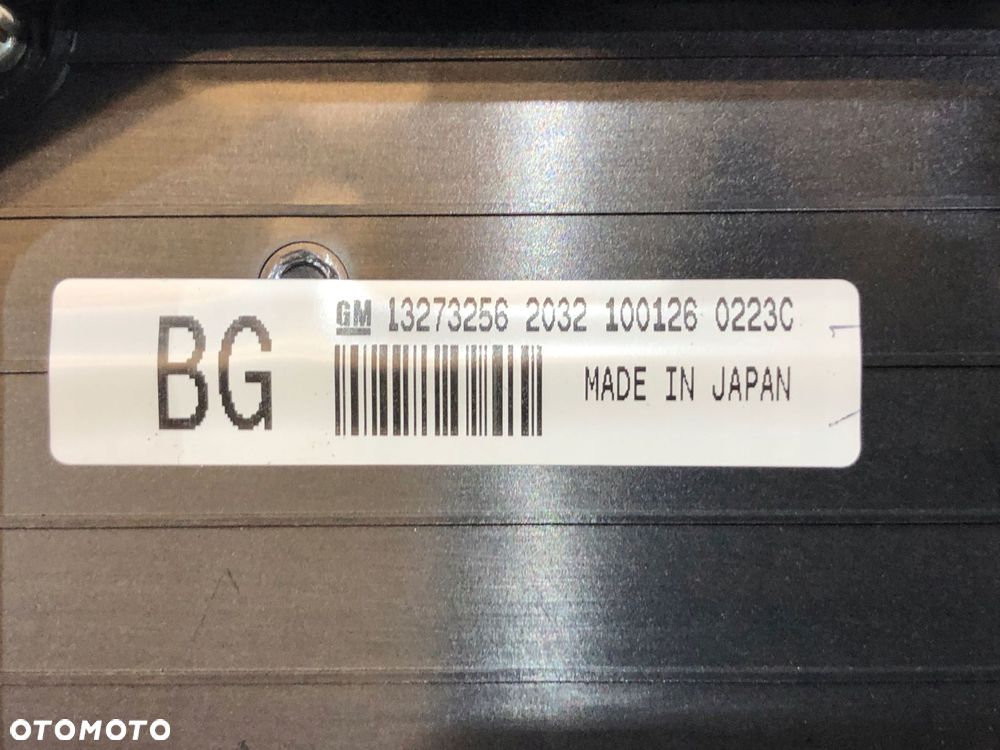 BG
GM 13273256 2032 100126 0223C
MADE IN JAPAN
OTOMOTO